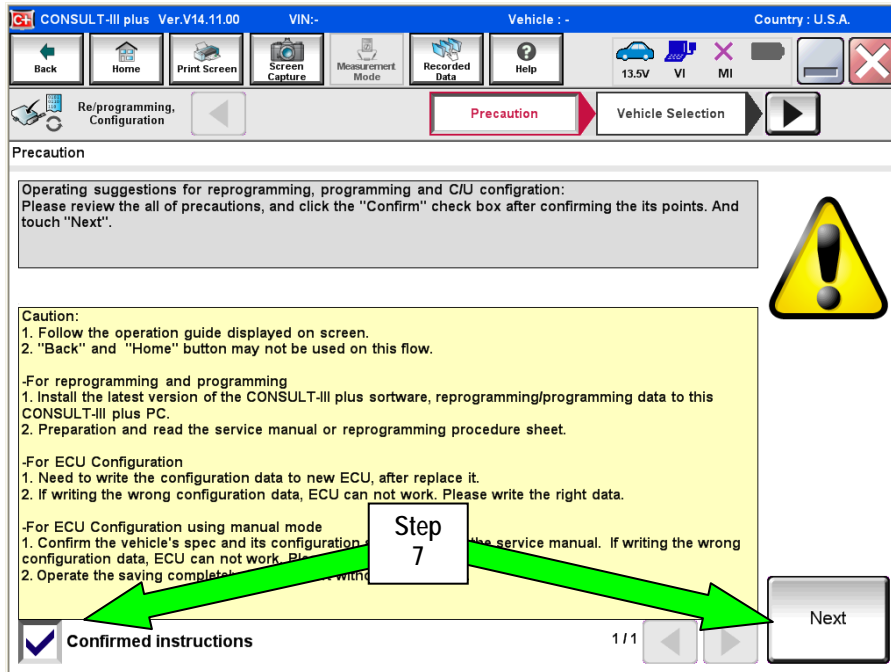 C+ CONSULT-III plus Ver.V14.11.00 VIN:- Vehicle : - Country : U.S.A.
Back Home Print Screen Screen Capture Measurement Mode Recorded Data Help 13.5V VI MI
Re/programming, Configuration Precaution Vehicle Selection
Precaution
Operating suggestions for reprogramming, programming and C/U configration:
Please review the all of precautions, and click the "Confirm" check box after confirming the its points. And
touch "Next".
Caution:
1. Follow the operation guide displayed on screen.
2. "Back" and "Home" button may not be used on this flow.
-For reprogramming and programming
1. Install the latest version of the CONSULT-III plus sortware, reprogramming/programming data to this
CONSULT-III plus PC.
2. Preparation and read the service manual or reprogramming procedure sheet.
-For ECU Configuration
1. Need to write the configuration data to new ECU, after replace it.
2. If writing the wrong configuration data, ECU can not work. Please write the right data.
-For ECU Configuration using manual mode
1. Confirm the vehicle's spec and its configuration the service manual. If writing the wrong
configuration data, ECU can not work.
2. Operate the saving
Step
7
Confirmed instructions
1/1
Next